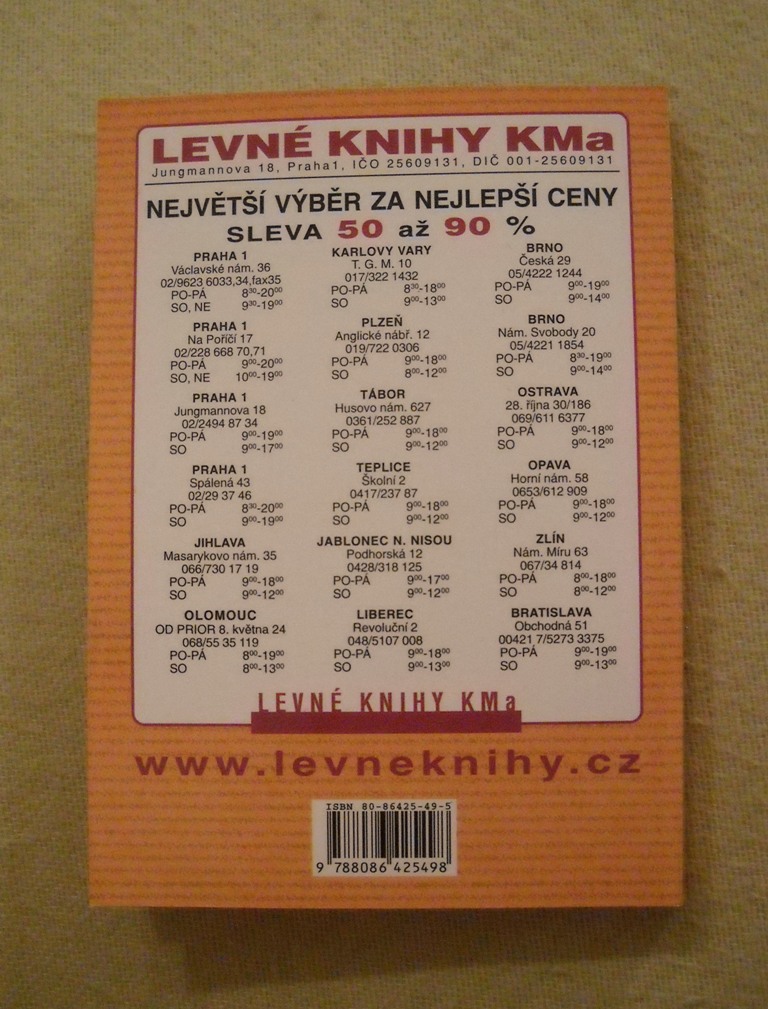 LEVNÉ KNIHY KMa
Jungmannova 18, Praha1, IČO 25609131, DIČ 001-25609131
NEJVĚTŠÍ VÝBĚR ZA NEJLEPŠÍ CENY
SLEVA 50 až 90 %
PRAHA 1
Václavské nám. 36
02/9623 6033,34,fax35
PO-PÁ 8³⁰-20⁰⁰
SO, NE 9³⁰-19⁰⁰
PRAHA 1
Na Poříčí 17
02/228 668 70,71
PO-PÁ 9⁰⁰-20⁰⁰
SO, NE 10⁰⁰-19⁰⁰
PRAHA 1
Jungmannova 18
02/2494 87 34
PO-PÁ 9⁰⁰-19⁰⁰
SO 9⁰⁰-17⁰⁰
PRAHA 1
Spálená 43
02/29 37 46
PO-PÁ 8³⁰-20⁰⁰
SO 9⁰⁰-19⁰⁰
JIHLAVA
Masarykovo nám. 35
066/730 17 19
PO-PÁ 9⁰⁰-18⁰⁰
SO 9⁰⁰-12⁰⁰
OLOMOUC
OD PRIOR 8. května 24
068/55 35 119
PO-PÁ 8⁰⁰-19⁰⁰
SO 8⁰⁰-13⁰⁰
KARLOVY VARY
T. G. M. 10
017/322 1432
PO-PÁ 8³⁰-18⁰⁰
SO 9⁰⁰-13⁰⁰
PLZEŇ
Anglické nábř. 12
019/722 0306
PO-PÁ 9⁰⁰-18⁰⁰
SO 8⁰⁰-12⁰⁰
TÁBOR
Husovo nám. 627
0361/252 887
PO-PÁ 9⁰⁰-18⁰⁰
SO 9⁰⁰-12⁰⁰
TEPLICE
Školní 2
0417/237 87
PO-PÁ 9⁰⁰-18⁰⁰
SO 9⁰⁰-12⁰⁰
JABLONEC N. NISOU
Podhorská 12
0428/318 125
PO-PÁ 9⁰⁰-17⁰⁰
SO 9⁰⁰-12⁰⁰
LIBEREC
Revoluční 2
048/5107 008
PO-PÁ 9⁰⁰-18⁰⁰
SO 9⁰⁰-13⁰⁰
BRNO
Česká 29
05/4222 1244
PO-PÁ 9⁰⁰-19⁰⁰
SO 9⁰⁰-14⁰⁰
BRNO
Nám. Svobody 20
05/4221 1854
PO-PÁ 8³⁰-19⁰⁰
SO 9⁰⁰-14⁰⁰
OSTRAVA
28. října 30/186
069/611 6377
PO-PÁ 9⁰⁰-18⁰⁰
SO 9⁰⁰-12⁰⁰
OPAVA
Horní nám. 58
0653/612 909
PO-PÁ 9⁰⁰-18⁰⁰
SO 9⁰⁰-12⁰⁰
ZLÍN
Nám. Míru 63
067/34 814
PO-PÁ 8⁰⁰-18⁰⁰
SO 8⁰⁰-12⁰⁰
BRATISLAVA
Obchodná 51
00421 7/5273 3375
PO-PÁ 9⁰⁰-19⁰⁰
SO 9⁰⁰-13⁰⁰
LEVNÉ KNIHY KMa
www.levneknihy.cz
ISBN 80-86425-49-5
9 788086 425498